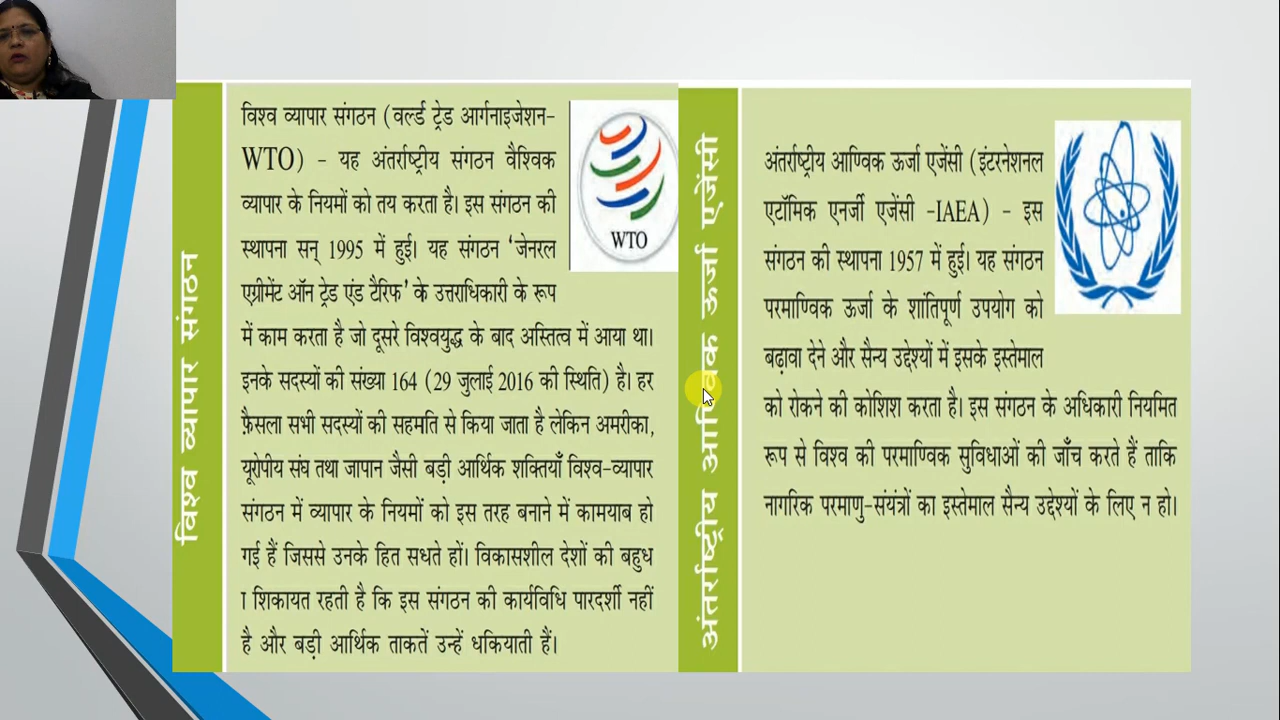 विश्व व्यापार संगठन
विश्व व्यापार संगठन (वर्ल्ड ट्रेड आर्गनाइजेशन-
WTO) - यह अंतर्राष्ट्रीय संगठन वैश्विक
व्यापार के नियमों को तय करता है। इस संगठन की
स्थापना सन् 1995 में हुई। यह संगठन ‘जेनरल
एग्रीमेंट ऑन ट्रेड एंड टैरिफ’ के उत्तराधिकारी के रूप
में काम करता है जो दूसरे विश्वयुद्ध के बाद अस्तित्व में आया था।
इनके सदस्यों की संख्या 164 (29 जुलाई 2016 की स्थिति) है। हर
फ़ैसला सभी सदस्यों की सहमति से किया जाता है लेकिन अमरीका,
यूरोपीय संघ तथा जापान जैसी बड़ी आर्थिक शक्तियाँ विश्व-व्यापार
संगठन में व्यापार के नियमों को इस तरह बनाने में कामयाब हो
गई हैं जिससे उनके हित सधते हों। विकासशील देशों की बहुध
ा शिकायत रहती है कि इस संगठन की कार्यविधि पारदर्शी नहीं
है और बड़ी आर्थिक ताकतें उन्हें धकियाती हैं।
WTO
अंतर्राष्ट्रीय आण्विक ऊर्जा एजेंसी
अंतर्राष्ट्रीय आण्विक ऊर्जा एजेंसी (इंटरनेशनल
एटॉमिक एनर्जी एजेंसी -IAEA) - इस
संगठन की स्थापना 1957 में हुई। यह संगठन
परमाण्विक ऊर्जा के शांतिपूर्ण उपयोग को
बढ़ावा देने और सैन्य उद्देश्यों में इसके इस्तेमाल
को रोकने की कोशिश करता है। इस संगठन के अधिकारी नियमित
रूप से विश्व की परमाण्विक सुविधाओं की जाँच करते हैं ताकि
नागरिक परमाणु-संयंत्रों का इस्तेमाल सैन्य उद्देश्यों के लिए न हो।